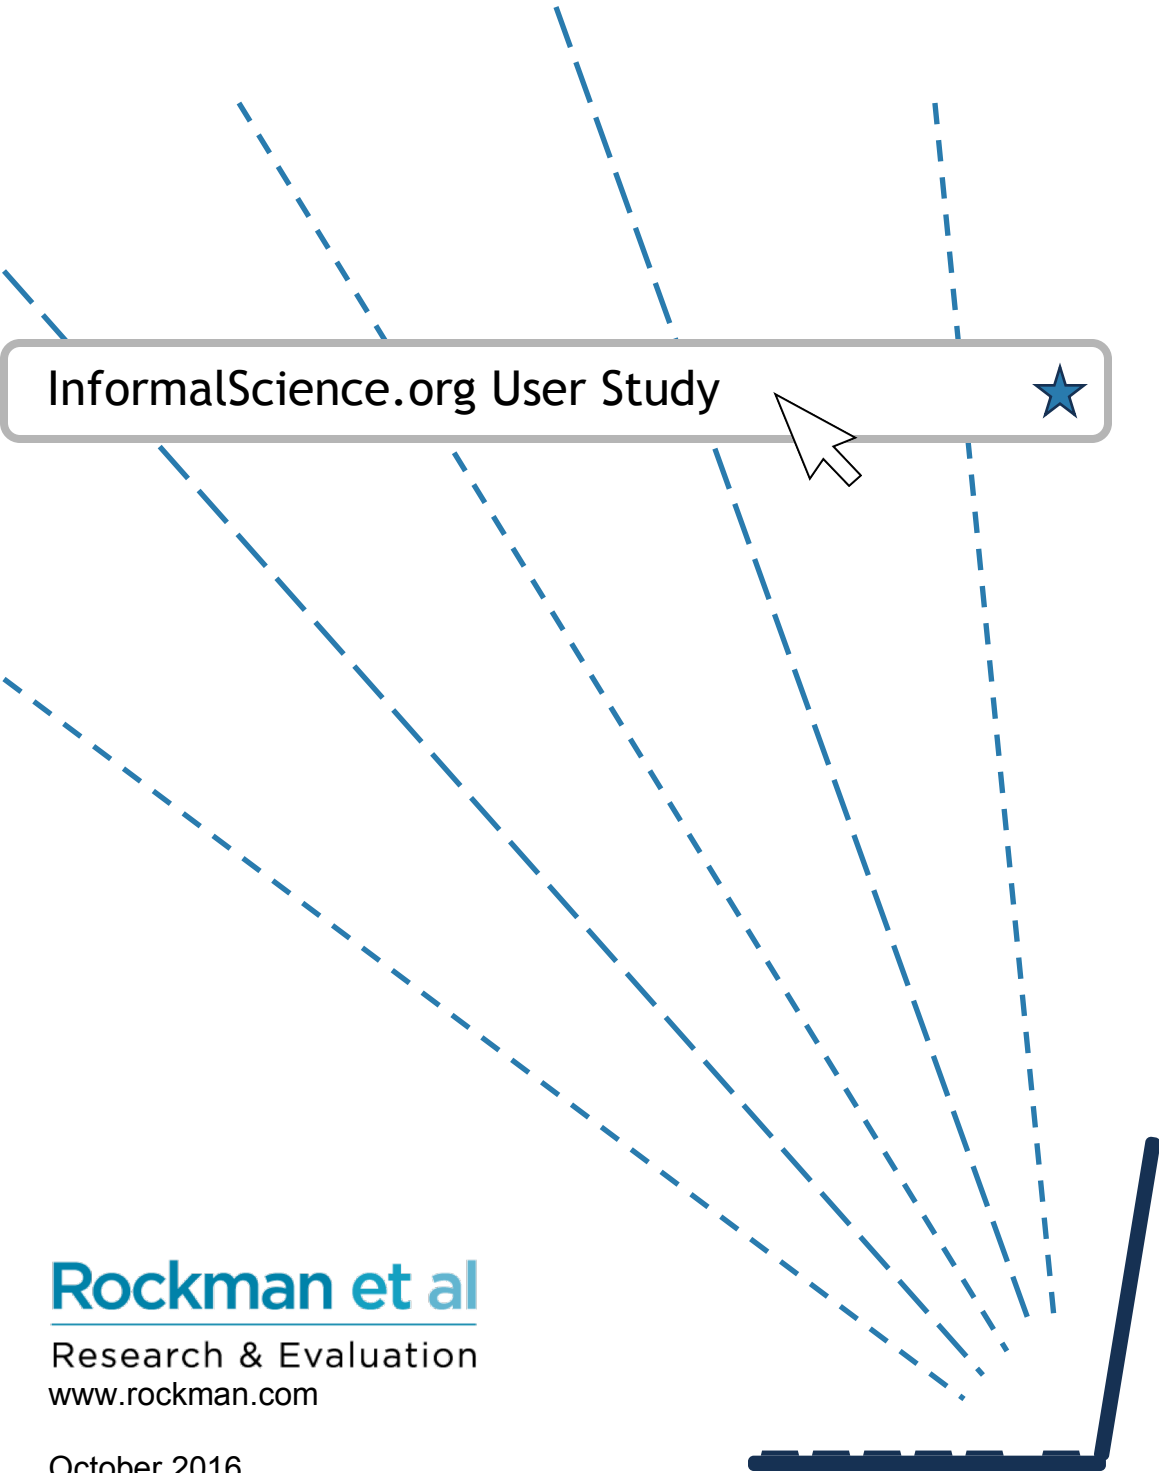 InformalScience.org User Study
Rockman et al
Research & Evaluation
www.rockman.com
October 2016